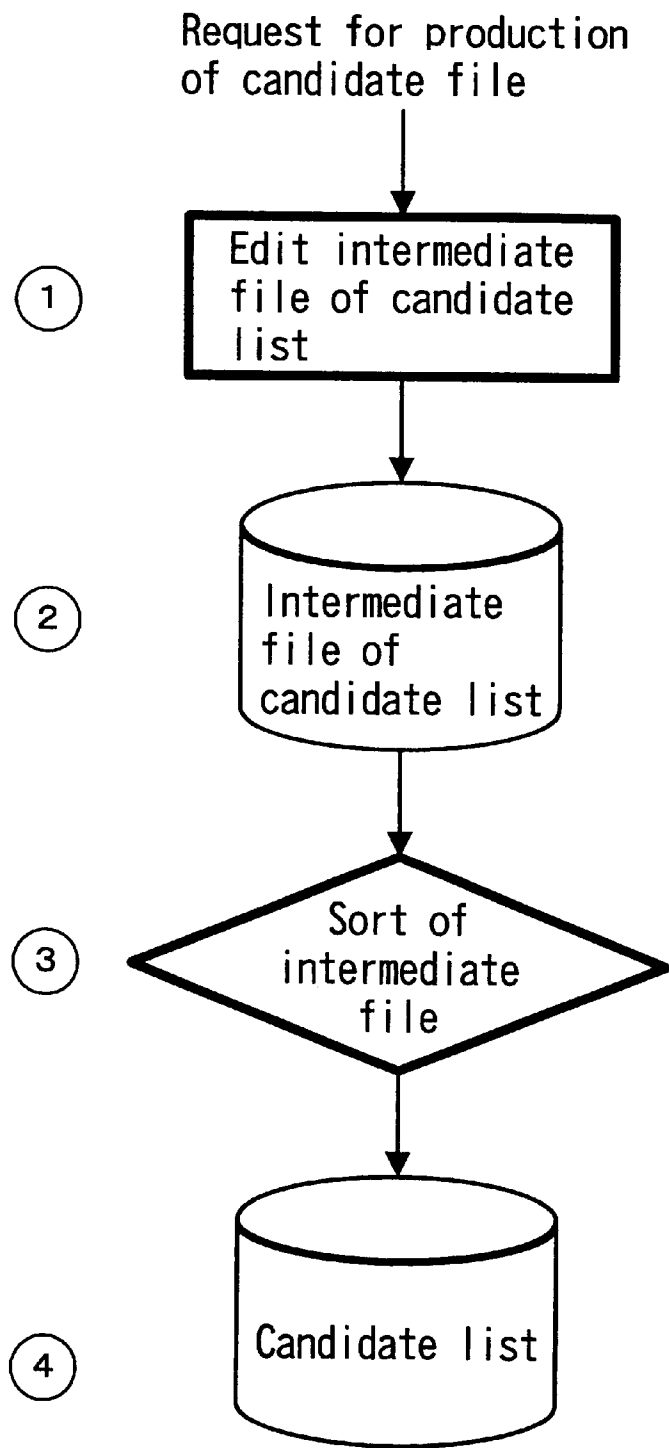 Request for production
of candidate file
1
Edit intermediate
file of candidate
list
2
Intermediate
file of
candidate list
3
Sort of
intermediate
file
4
Candidate list